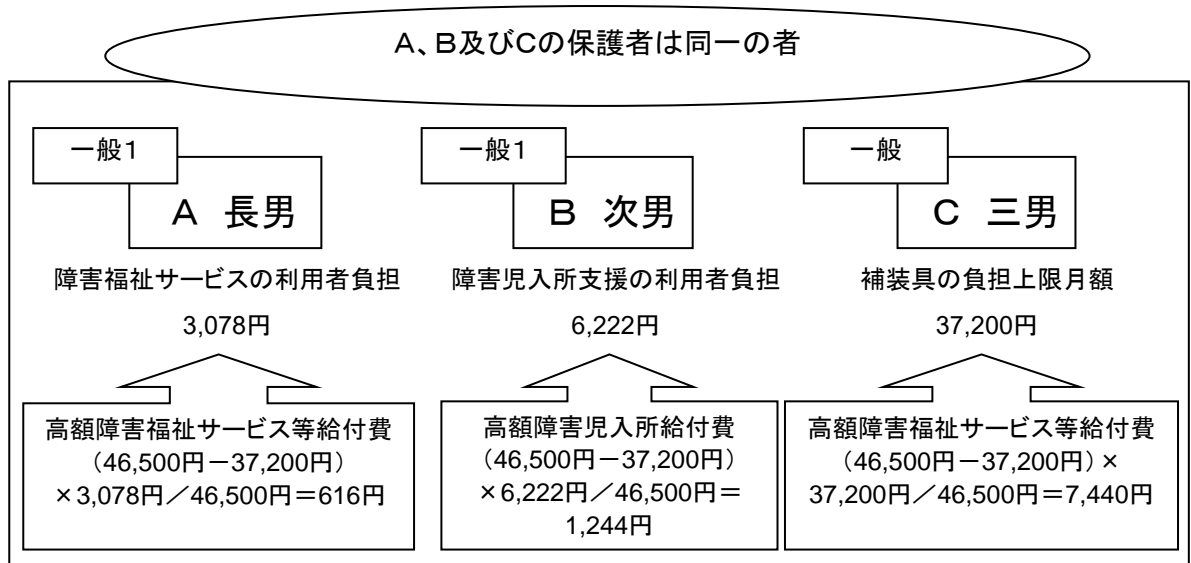 A、B及びCの保護者は同一の者
一般1
A 長男
障害福祉サービスの利用者負担
3,078円
高額障害福祉サービス等給付費
(46,500円-37,200円)
×3,078円/46,500円=616円
一般1
B 次男
障害児入所支援の利用者負担
6,222円
高額障害児入所給付費
(46,500円-37,200円)
×6,222円/46,500円=
1,244円
一般
C 三男
補装具の負担上限月額
37,200円
高額障害福祉サービス等給付費
(46,500円-37,200円)×
37,200円/46,500円=7,440円